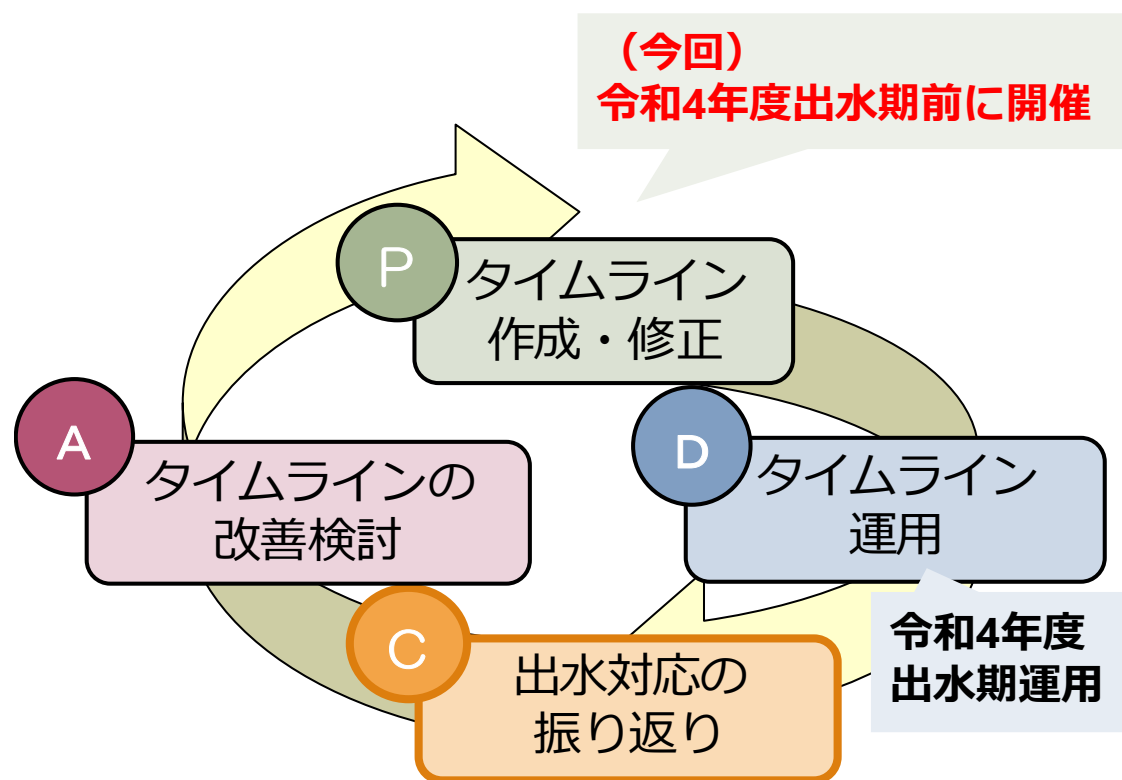 （今回）
令和4年度出水期前に開催
P
タイムライン
作成・修正
D
タイムライン
運用
令和4年度
出水期運用
C
出水対応の
振り返り
A
タイムラインの
改善検討